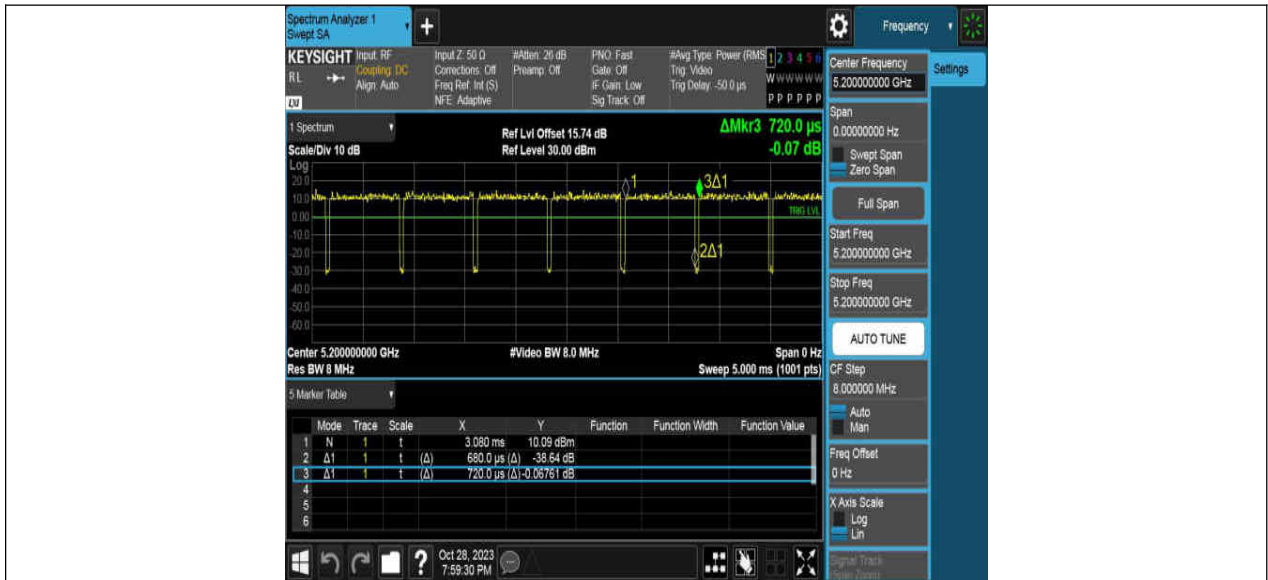 Spectrum Analyzer 1
Swept SA
+
Frequency
KEYSIGHT
RL
LXI
Input: RF
Coupling: DC
Align: Auto
Input Z: 50 Ω
Corrections: Off
Freq Ref: Int (S)
NFE: Adaptive
#Atten: 26 dB
Preamp: Off
PNO: Fast
Gate: Off
IF Gain: Low
Sig Track: Off
#Avg Type: Power (RMS
Trig: Video
Trig Delay: -50.0 µs
1 2 3 4 5 6
W W W W W W
P P P P P P
1 Spectrum
Scale/Div 10 dB
Ref Lvl Offset 15.74 dB
Ref Level 30.00 dBm
ΔMkr3 720.0 µs
-0.07 dB
Log
20.0
10.0
0.00
-10.0
-20.0
-30.0
-40.0
-50.0
-60.0
1
3Δ1
TRIG LVL
2Δ1
Center 5.200000000 GHz
#Video BW 8.0 MHz
Span 0 Hz
Res BW 8 MHz
Sweep 5.000 ms (1001 pts)
5 Marker Table
Mode Trace Scale X Y Function Function Width Function Value
1 N 1 t 3.080 ms 10.09 dBm
2 Δ1 1 t (Δ) 680.0 µs (Δ) -38.64 dB
3 Δ1 1 t (Δ) 720.0 µs (Δ) -0.06761 dB
4
5
6
?
Oct 28, 2023
7:59:30 PM
Center Frequency
5.200000000 GHz
Settings
Span
0.00000000 Hz
Swept Span
Zero Span
Full Span
Start Freq
5.200000000 GHz
Stop Freq
5.200000000 GHz
AUTO TUNE
CF Step
8.000000 MHz
Auto
Man
Freq Offset
0 Hz
X Axis Scale
Log
Lin
Signal Track
(Span Zoom)